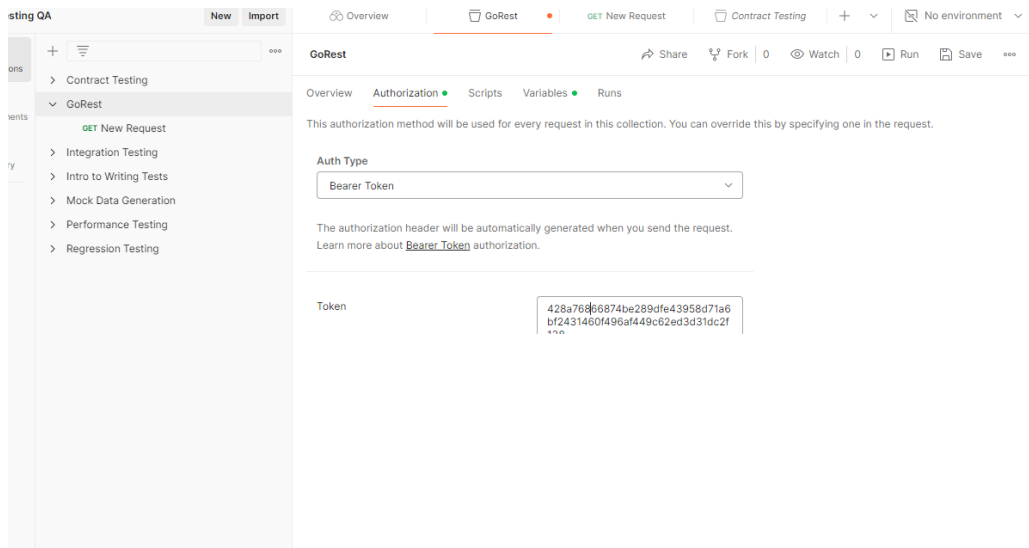 sting QA
New
Import
Overview
GoRest
GET New Request
Contract Testing
No environment
ons
ents
ry
Contract Testing
GoRest
GET New Request
Integration Testing
Intro to Writing Tests
Mock Data Generation
Performance Testing
Regression Testing
GoRest
Share
Fork
0
Watch
0
Run
Save
Overview
Authorization
Scripts
Variables
Runs
This authorization method will be used for every request in this collection. You can override this by specifying one in the request.
Auth Type
Bearer Token
The authorization header will be automatically generated when you send the request.
Learn more about Bearer Token authorization.
Token
428a76866874be289dfe43958d71a6
bf2431460f496af449c62ed3d31dc2f